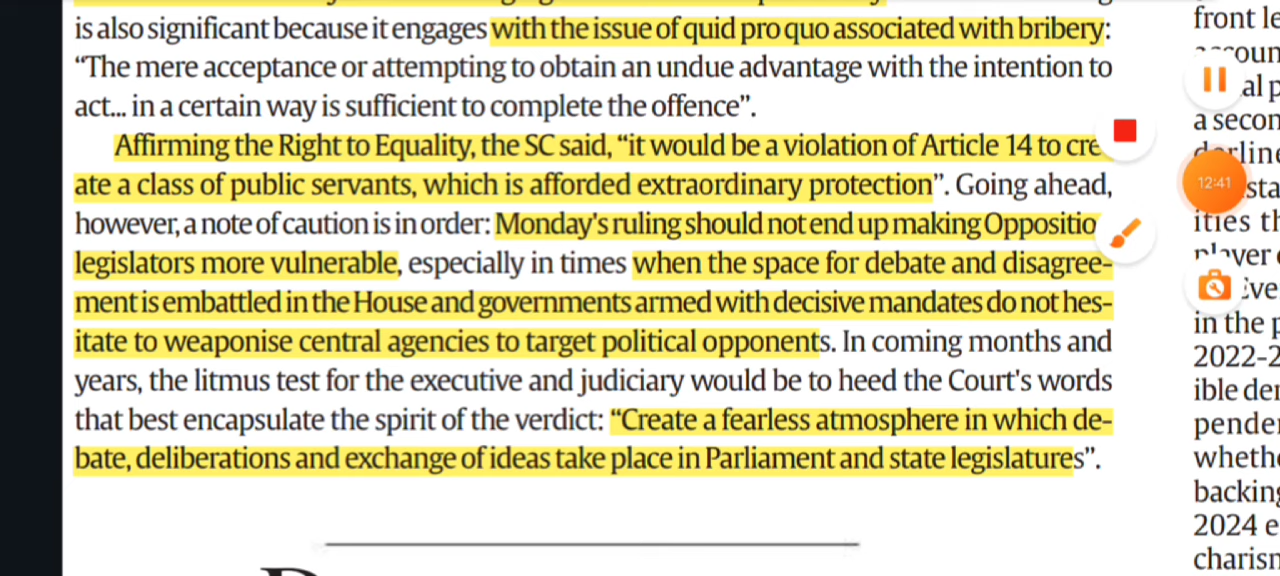 is also significant because it engages with the issue of quid pro quo associated with bribery:
“The mere acceptance or attempting to obtain an undue advantage with the intention to
act... in a certain way is sufficient to complete the offence”.
Affirming the Right to Equality, the SC said, “it would be a violation of Article 14 to cre
ate a class of public servants, which is afforded extraordinary protection”. Going ahead,
however, a note of caution is in order: Monday's ruling should not end up making Oppositio
legislators more vulnerable, especially in times when the space for debate and disagree-
ment is embattled in the House and governments armed with decisive mandates do not hes-
itate to weaponise central agencies to target political opponents. In coming months and
years, the litmus test for the executive and judiciary would be to heed the Court's words
that best encapsulate the spirit of the verdict: “Create a fearless atmosphere in which de-
bate, deliberations and exchange of ideas take place in Parliament and state legislatures”.
front le
oun
al p
a secon
12:41
sta
ities th
in the p
2022-2
ible der
pender
whethe
backing
2024 e
charism